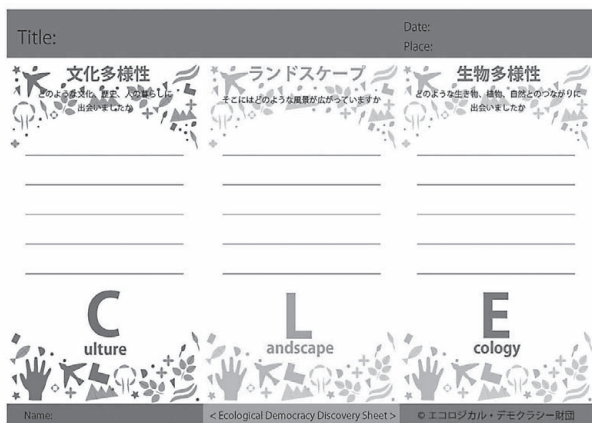 Title:
Date:
Place:
文化多様性
どのような文化、歴史、人の暮らしに
出会いましたか
ランドスケープ
そこにはどのような風景が広がっていますか
生物多様性
どのような生き物、植物、自然とのつながりに
出会いましたか
Culture
Landscape
Ecology
Name:
< Ecological Democracy Discovery Sheet >
© エコロジカル・デモクラシー財団